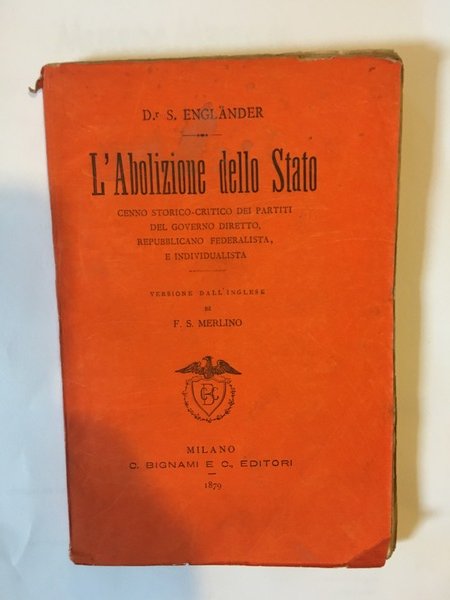 D.r S. ENGLÄNDER
L'Abolizione dello Stato
CENNO STORICO-CRITICO DEI PARTITI
DEL GOVERNO DIRETTO,
REPUBBLICANO FEDERALISTA,
E INDIVIDUALISTA
VERSIONE DALL'INGLESE
DI
F. S. MERLINO
MILANO
C. BIGNAMI E C., EDITORI
1879